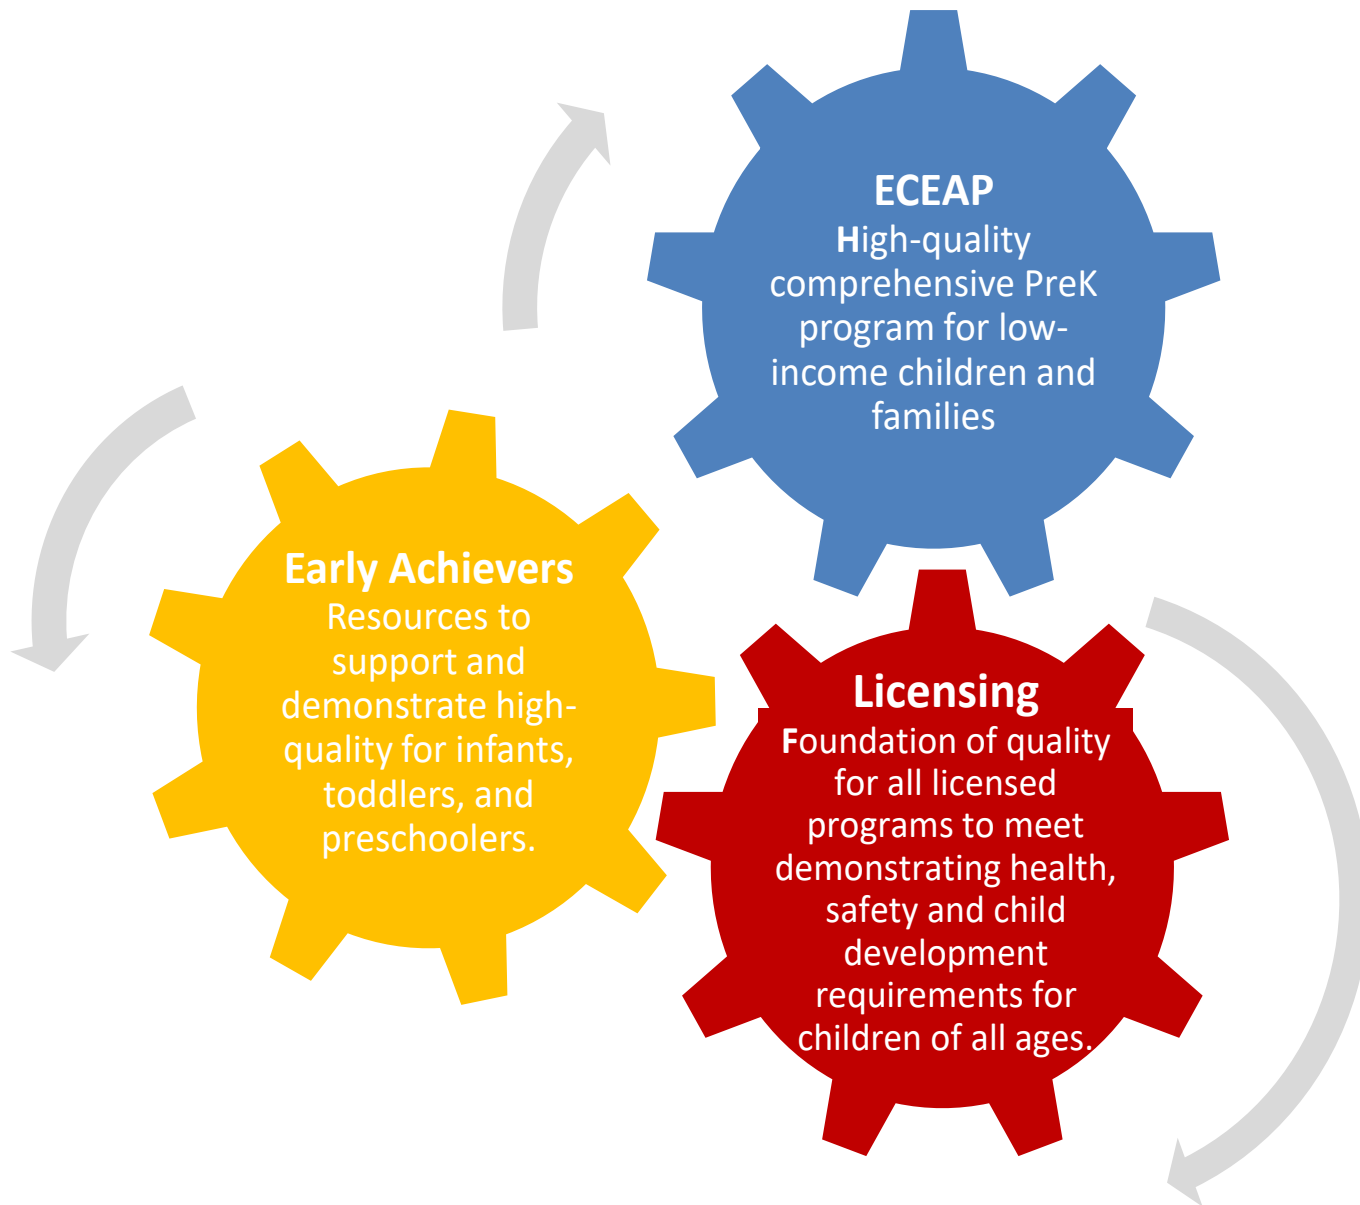 ECEAP
High-quality
comprehensive PreK
program for low-
income children and
families
Early Achievers
Resources to
support and
demonstrate high-
quality for infants,
toddlers, and
preschoolers.
Licensing
Foundation of quality
for all licensed
programs to meet
demonstrating health,
safety and child
development
requirements for
children of all ages.